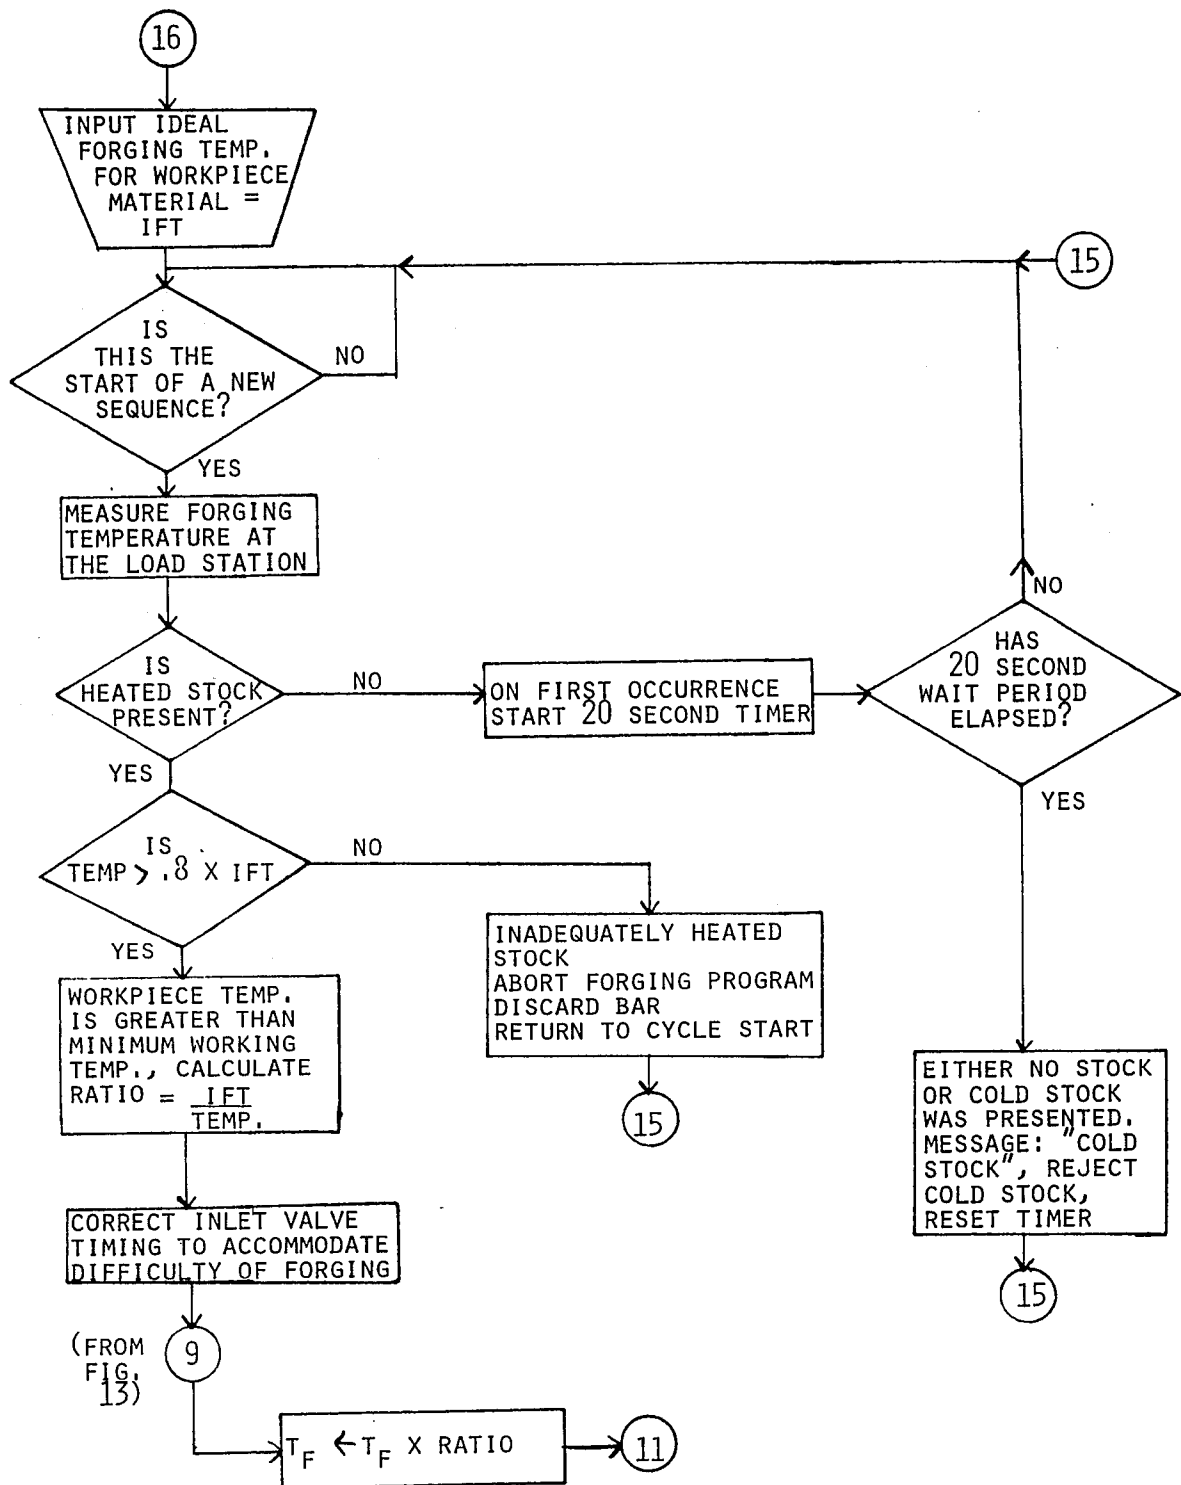 16
INPUT IDEAL
FORGING TEMP.
FOR WORKPIECE
MATERIAL =
IFT
15
IS
THIS THE
START OF A NEW
SEQUENCE?
NO
YES
MEASURE FORGING
TEMPERATURE AT
THE LOAD STATION
IS
HEATED STOCK
PRESENT?
NO
YES
ON FIRST OCCURRENCE
START 20 SECOND TIMER
HAS
20 SECOND
WAIT PERIOD
ELAPSED?
NO
YES
IS
TEMP > .8 X IFT
NO
YES
INADEQUATELY HEATED
STOCK
ABORT FORGING PROGRAM
DISCARD BAR
RETURN TO CYCLE START
15
WORKPIECE TEMP.
IS GREATER THAN
MINIMUM WORKING
TEMP., CALCULATE
RATIO = IFT
TEMP.
EITHER NO STOCK
OR COLD STOCK
WAS PRESENTED.
MESSAGE: "COLD
STOCK", REJECT
COLD STOCK,
RESET TIMER
15
CORRECT INLET VALVE
TIMING TO ACCOMMODATE
DIFFICULTY OF FORGING
(FROM
FIG.
13)
9
TF ← TF X RATIO
11